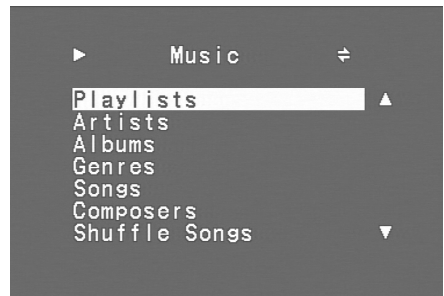 Music
Playlists
Artists
Albums
Genres
Songs
Composers
Shuffle Songs